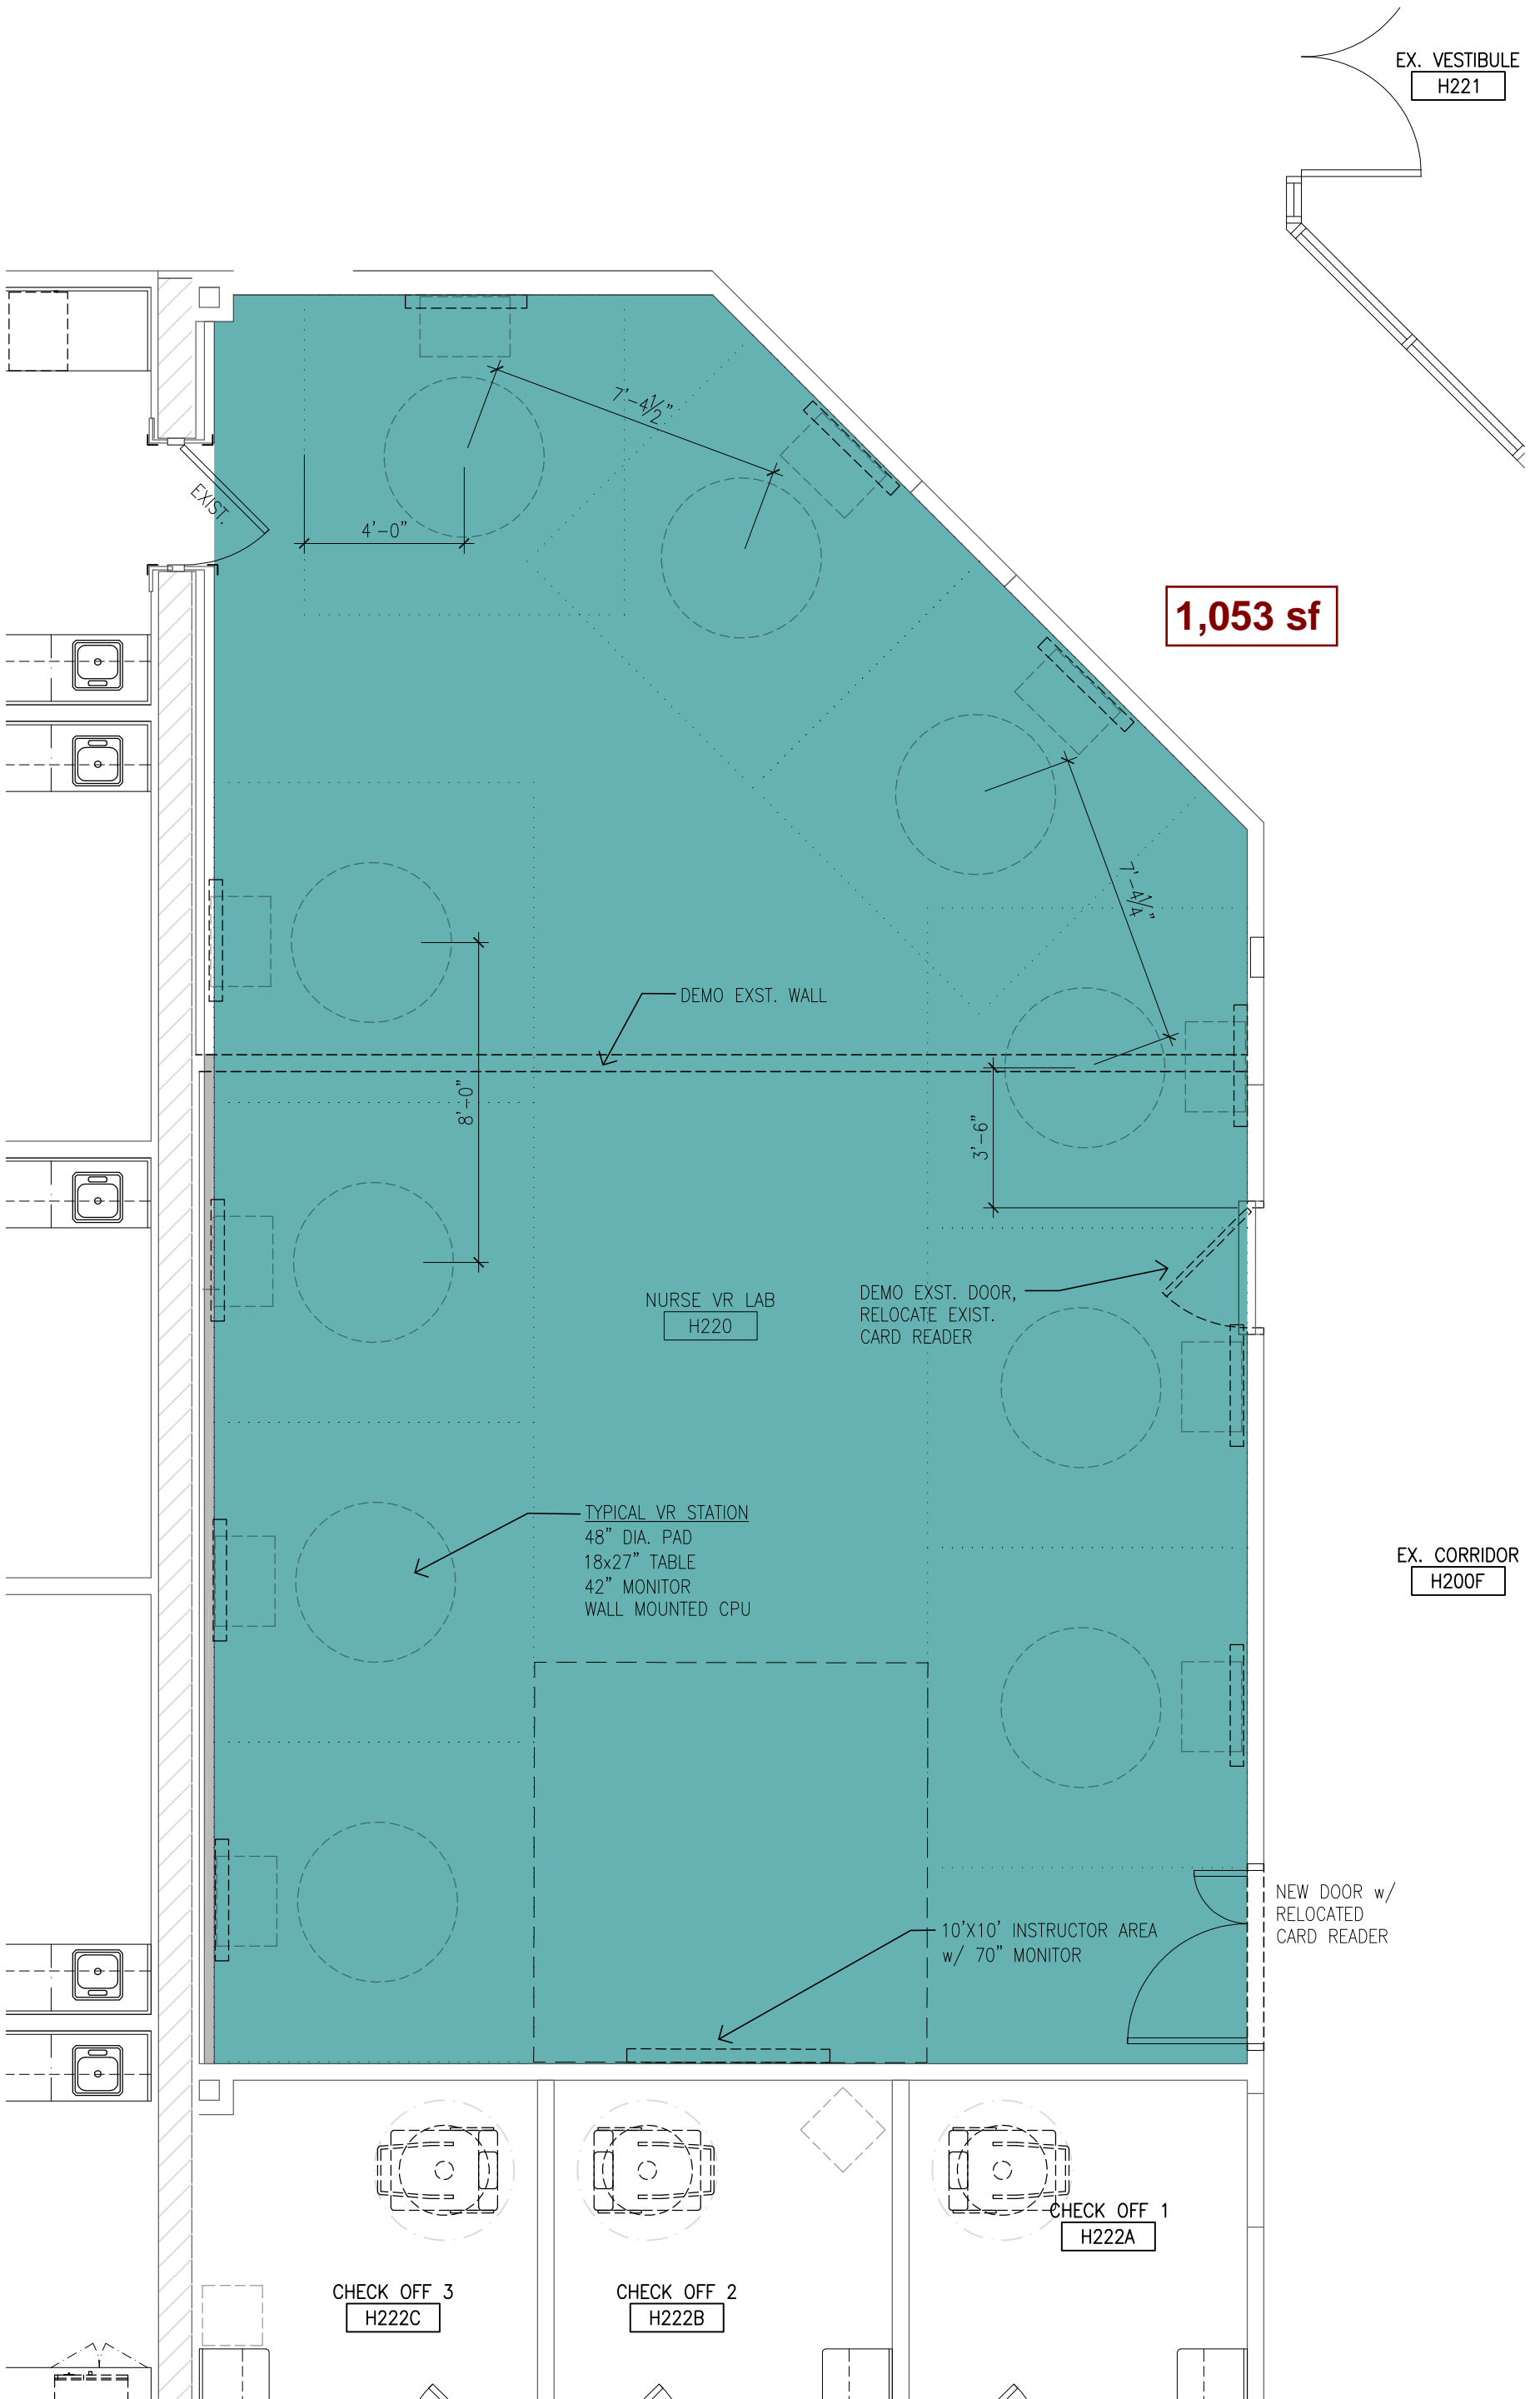 EX. VESTIBULE
H221
7'-4½"
EXIST.
4'-0"
1,053 sf
7'-4¼"
DEMO EXST. WALL
8'-0"
3'-6"
DEMO EXST. DOOR,
RELOCATE EXIST.
CARD READER
NURSE VR LAB
H220
TYPICAL VR STATION
48" DIA. PAD
18x27" TABLE
42" MONITOR
WALL MOUNTED CPU
EX. CORRIDOR
H200F
NEW DOOR w/
RELOCATED
CARD READER
10'X10' INSTRUCTOR AREA
w/ 70" MONITOR
CHECK OFF 1
H222A
CHECK OFF 3
H222C
CHECK OFF 2
H222B